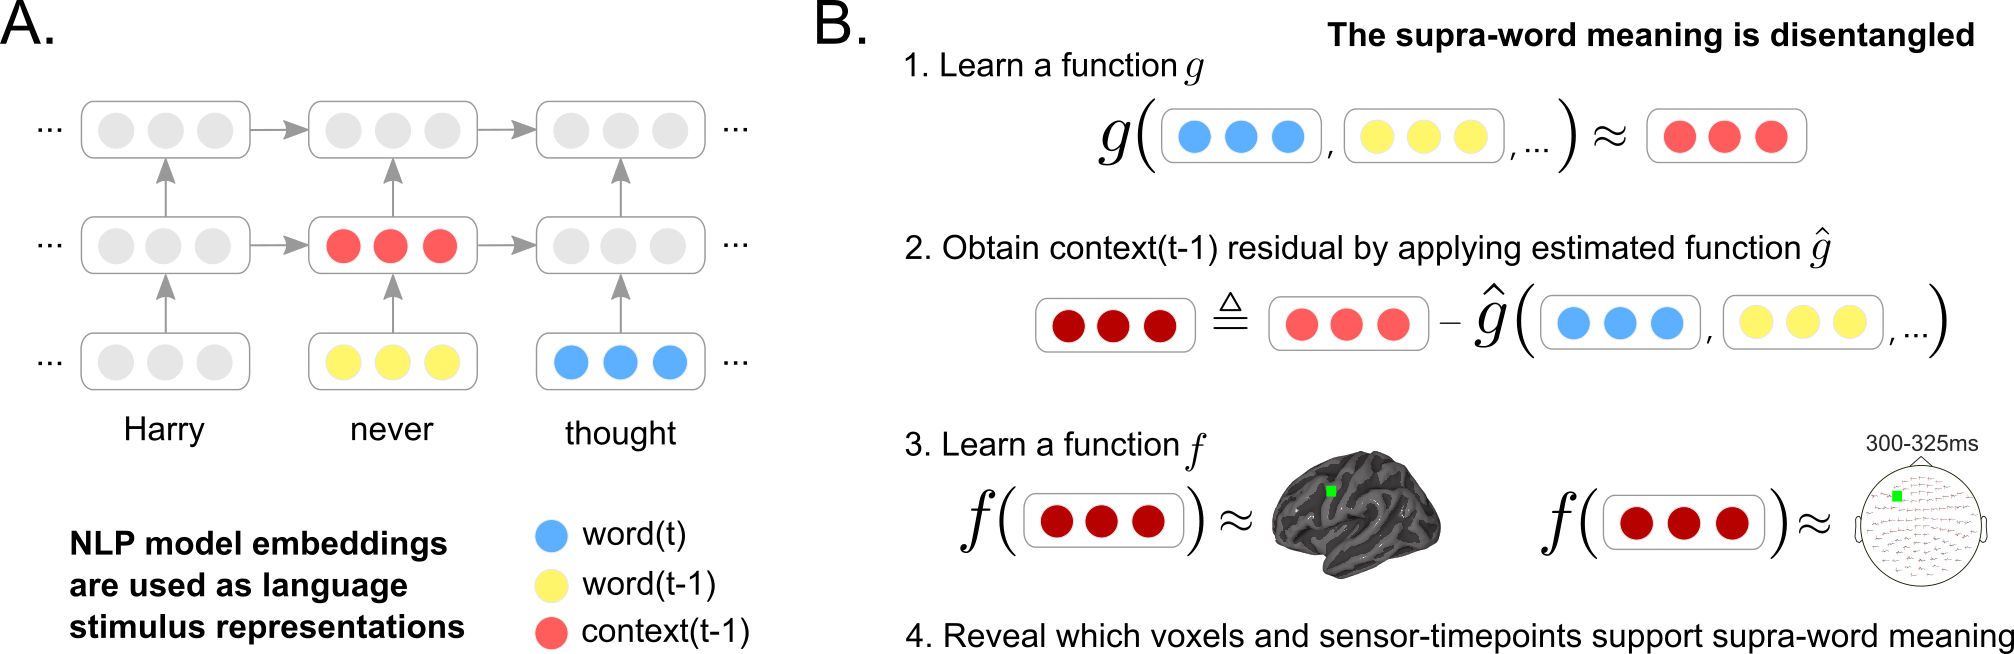 A.
... ...
... ...
... ...
Harry never thought
NLP model embeddings
are used as language
stimulus representations
word(t)
word(t-1)
context(t-1)
B.
The supra-word meaning is disentangled
1. Learn a function g
g( , , ... ) ≈
2. Obtain context(t-1) residual by applying estimated function ĝ
≜ – ĝ( , , ...)
3. Learn a function f
300-325ms
f( ) ≈ f( ) ≈
4. Reveal which voxels and sensor-timepoints support supra-word meaning